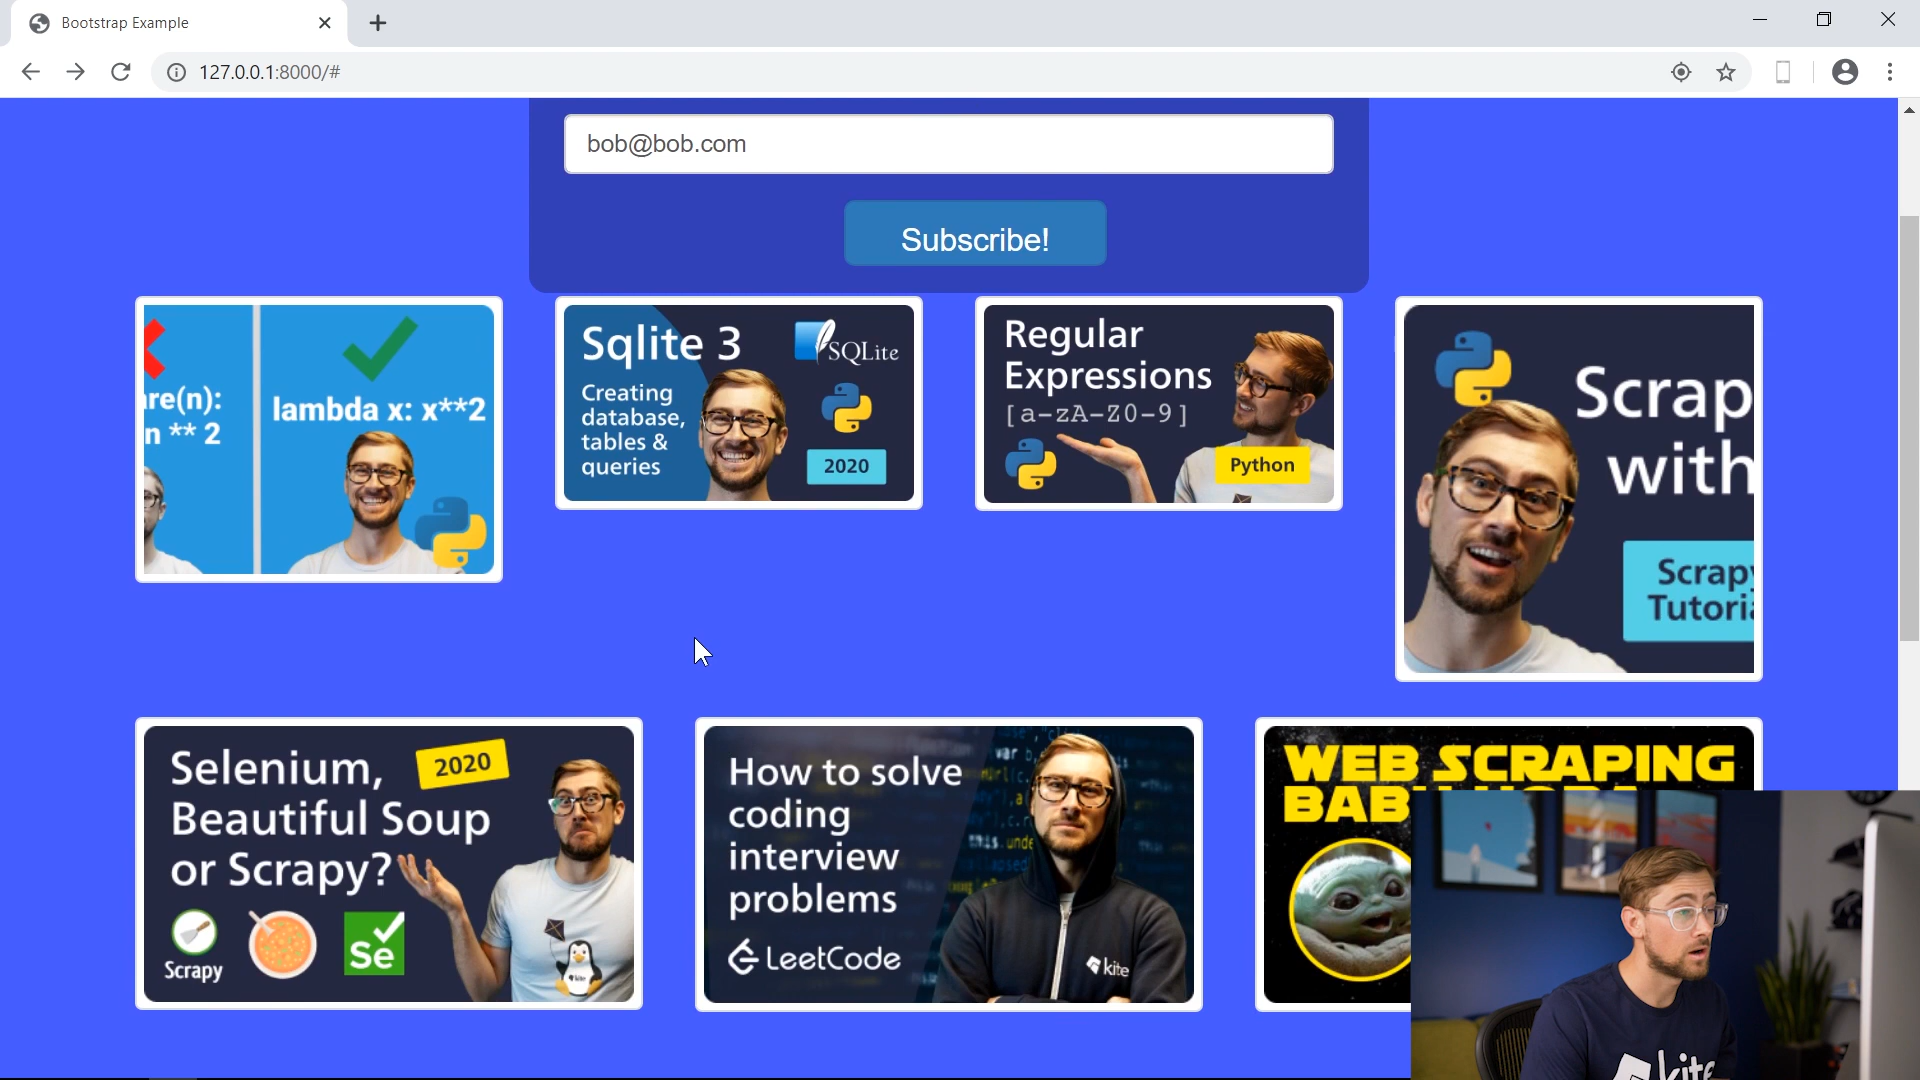 Bootstrap Example
127.0.0.1:8000/#
bob@bob.com
Subscribe!
re(n):
n ** 2
lambda x: x**2
Sqlite 3
SQLite
Creating
database,
tables &
queries
2020
Regular
Expressions
[a-zA-Z0-9]
Python
Scrap
with
Scrapy
Tutoria
Selenium,
2020
Beautiful Soup
or Scrapy?
Scrapy
Se
How to solve
coding
interview
problems
LeetCode
kite
WEB SCRAPING
BAB
kite